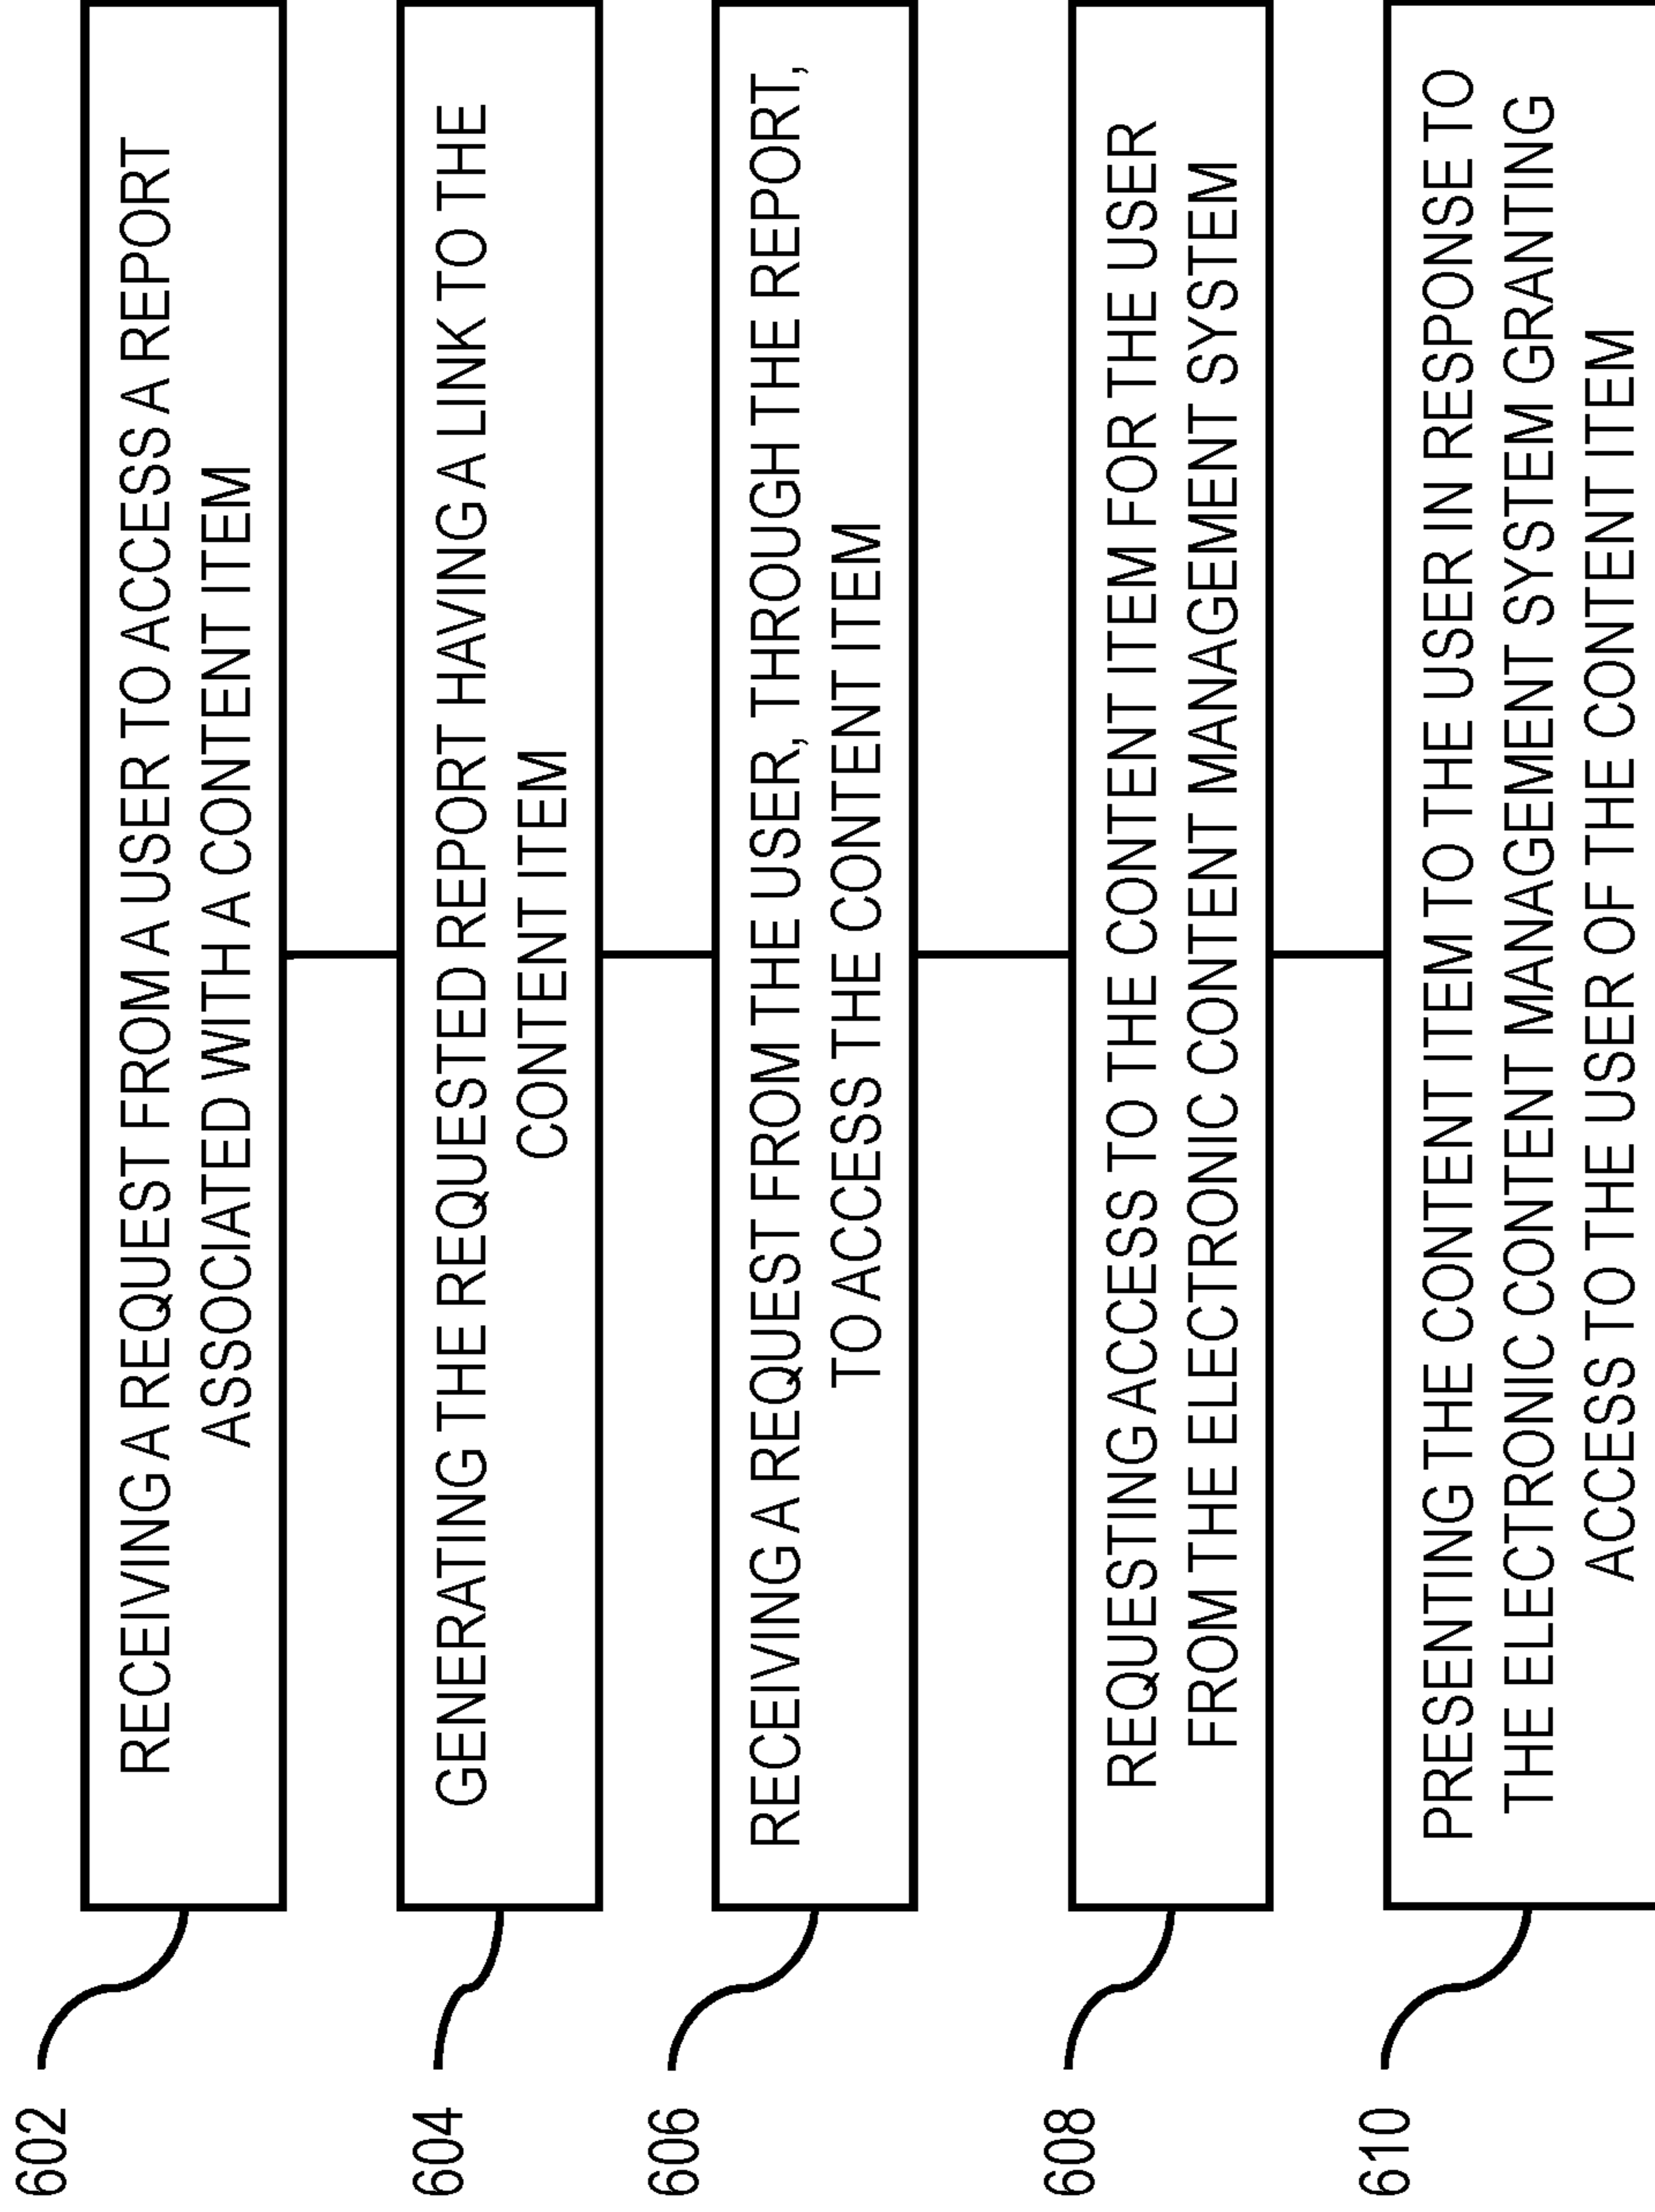 602
RECEIVING A REQUEST FROM A USER TO ACCESS A REPORT
ASSOCIATED WITH A CONTENT ITEM
604
GENERATING THE REQUESTED REPORT HAVING A LINK TO THE
CONTENT ITEM
606
RECEIVING A REQUEST FROM THE USER, THROUGH THE REPORT,
TO ACCESS THE CONTENT ITEM
608
REQUESTING ACCESS TO THE CONTENT ITEM FOR THE USER
FROM THE ELECTRONIC CONTENT MANAGEMENT SYSTEM
610
PRESENTING THE CONTENT ITEM TO THE USER IN RESPONSE TO
THE ELECTRONIC CONTENT MANAGEMENT SYSTEM GRANTING
ACCESS TO THE USER OF THE CONTENT ITEM